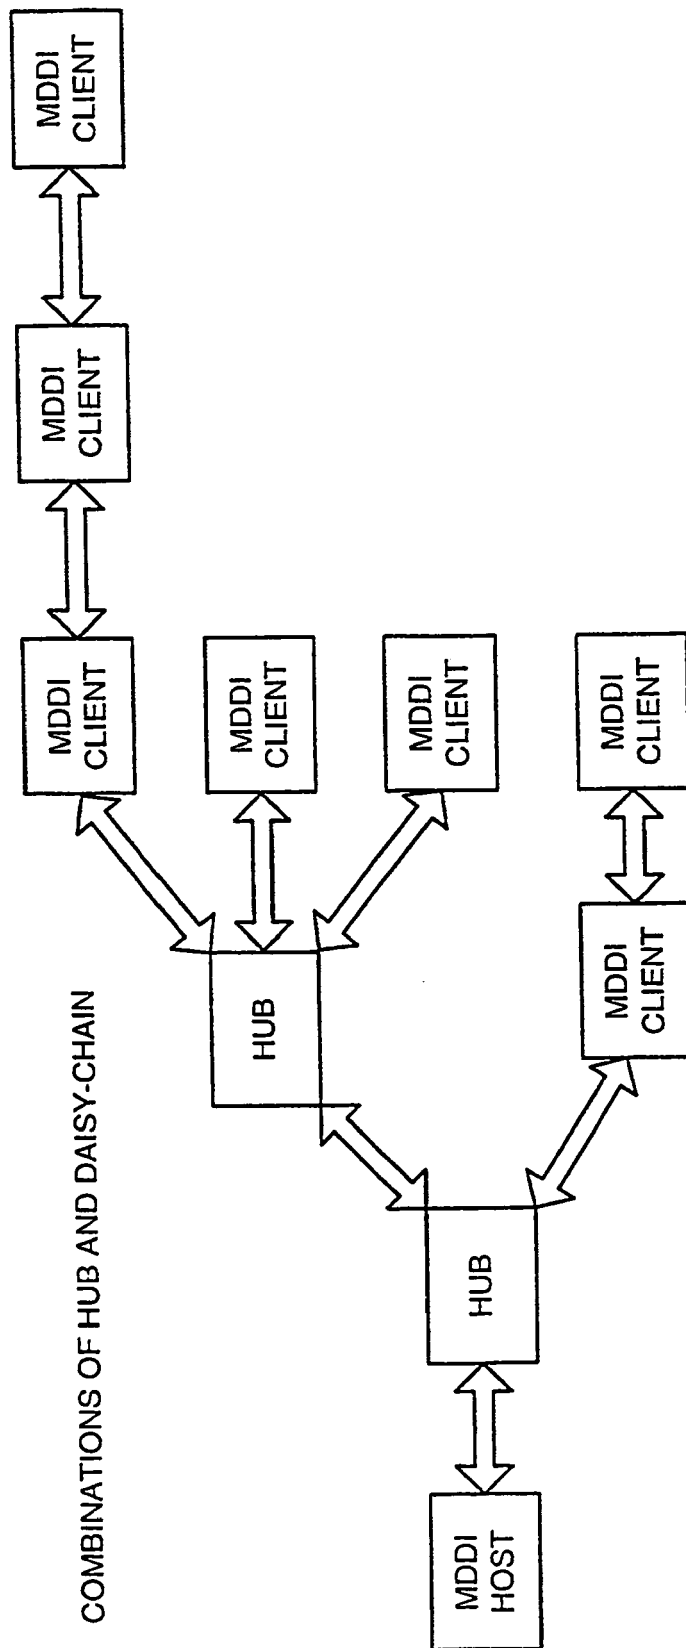 COMBINATIONS OF HUB AND DAISY-CHAIN
MDDI
HOST
HUB
HUB
MDDI
CLIENT
MDDI
CLIENT
MDDI
CLIENT
MDDI
CLIENT
MDDI
CLIENT
MDDI
CLIENT
MDDI
CLIENT